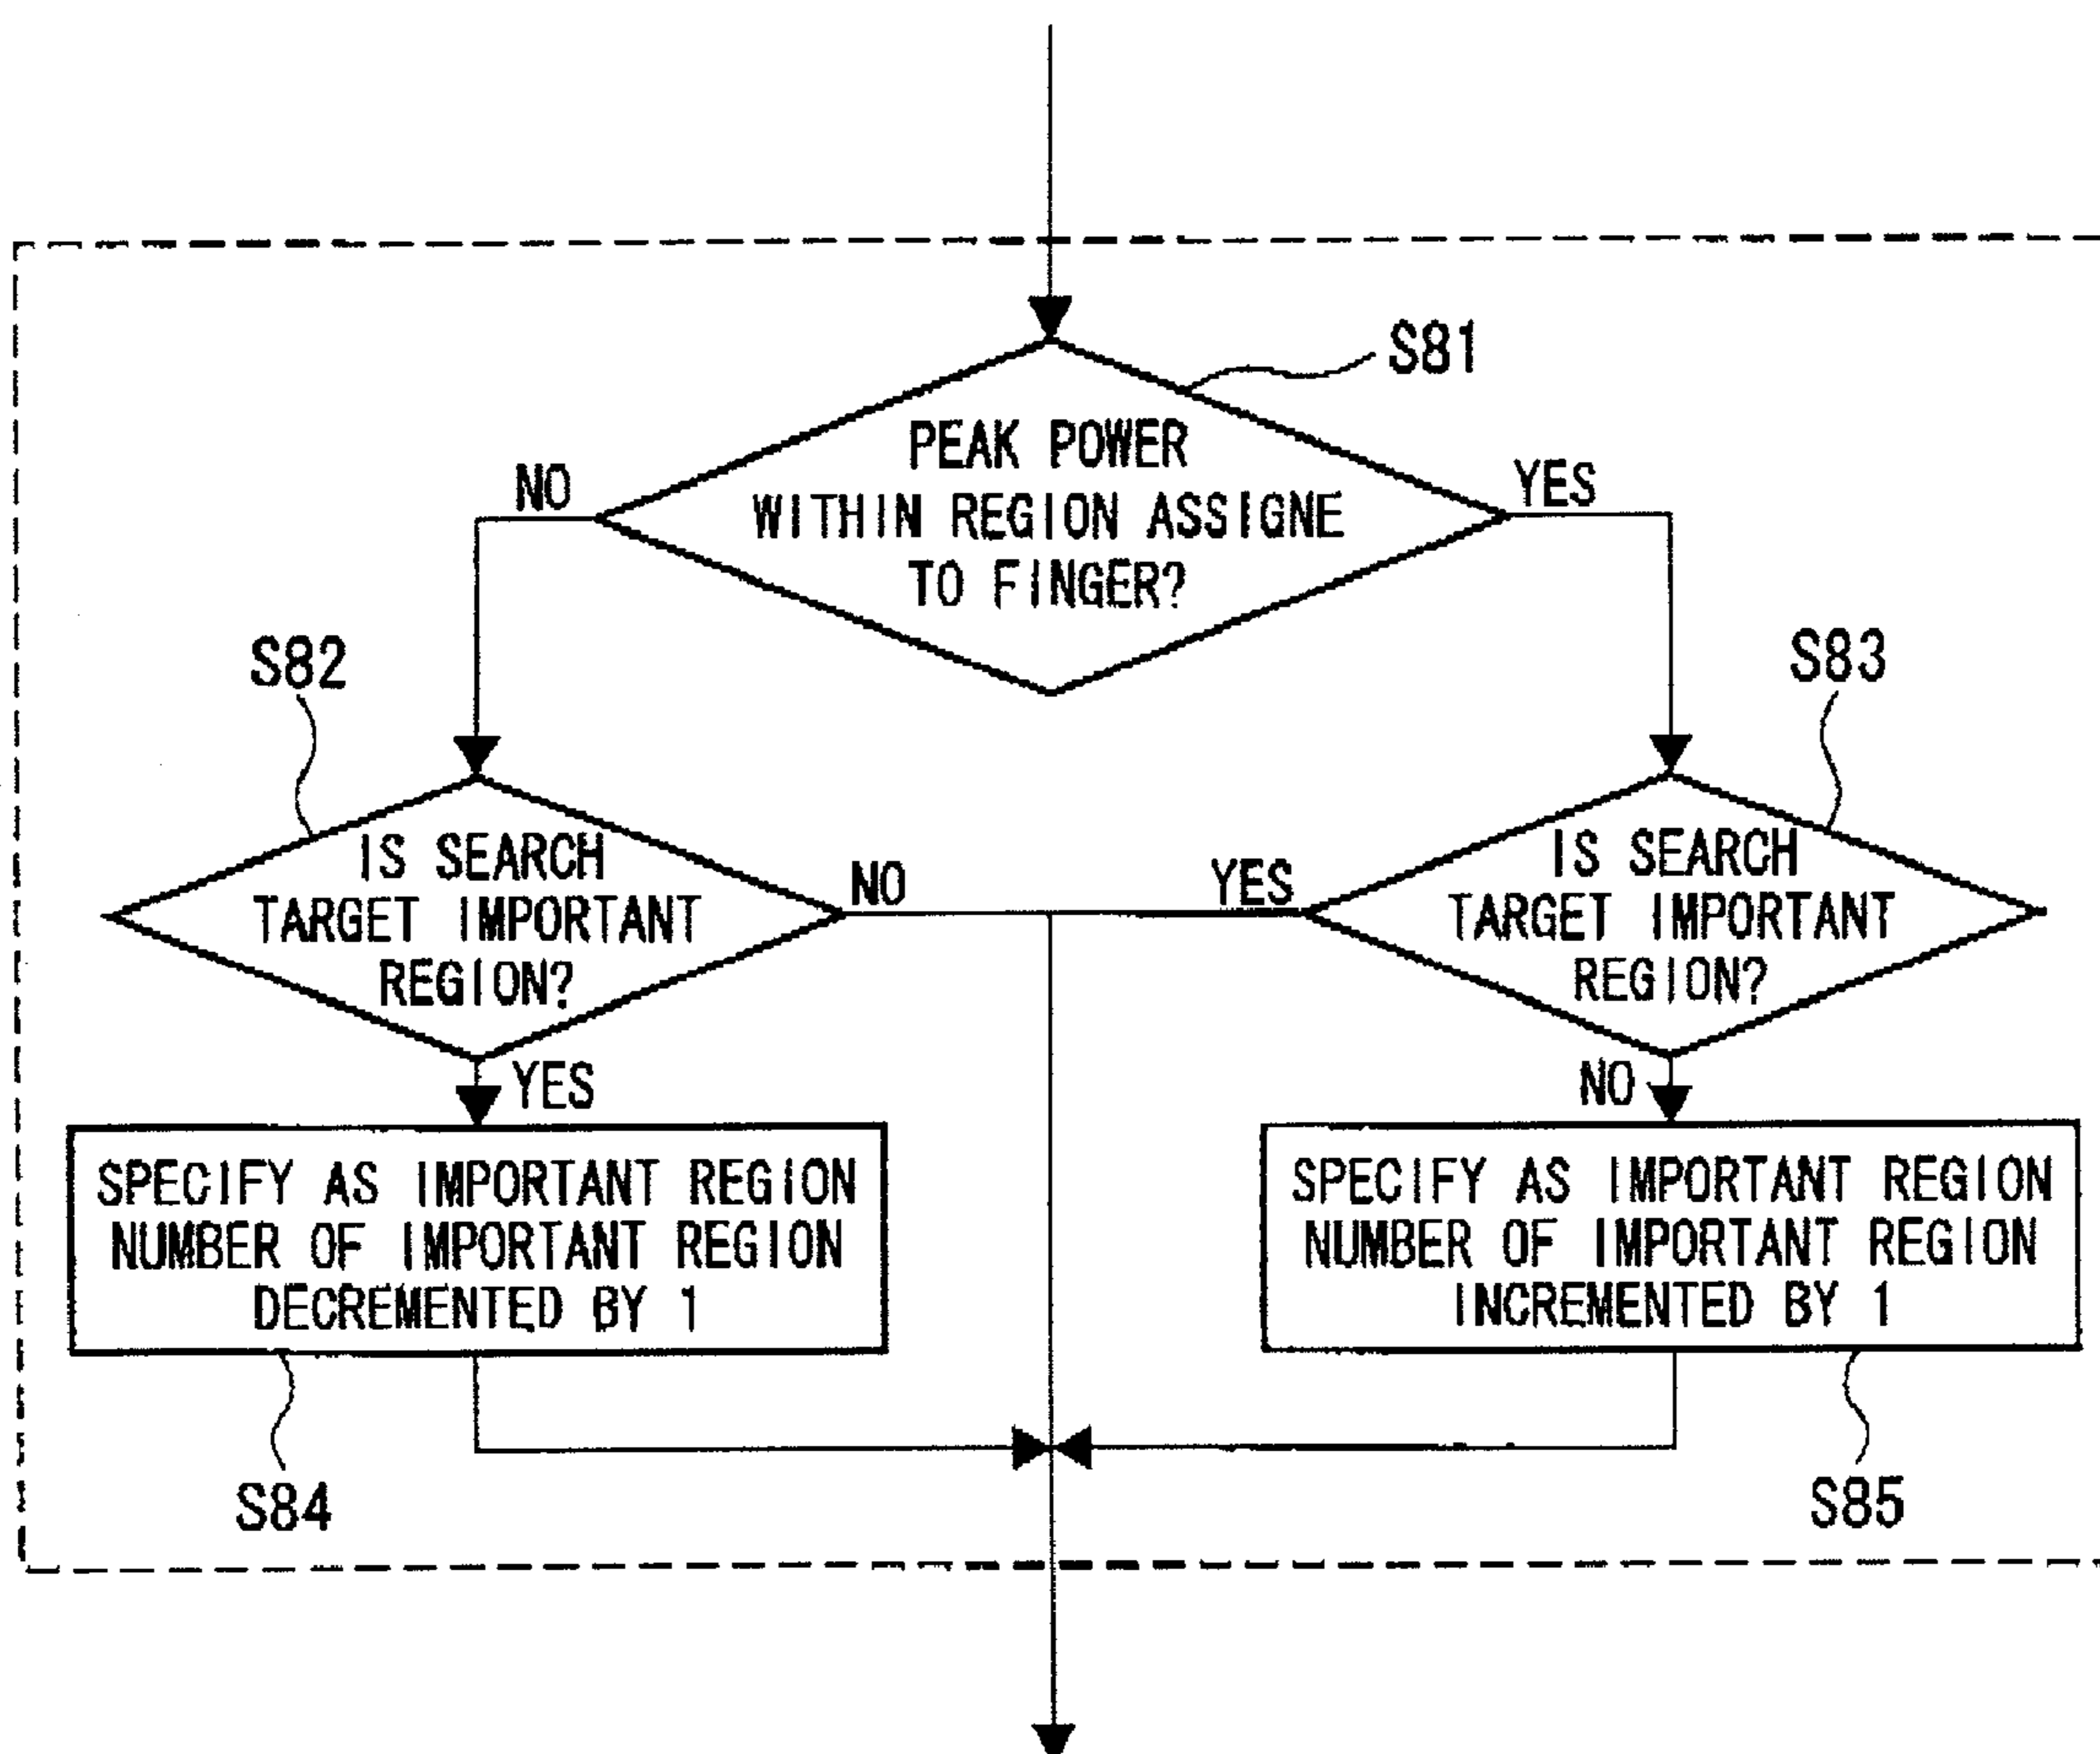 S81
PEAK POWER
WITHIN REGION ASSIGNE
TO FINGER?
NO
YES
S82
S83
IS SEARCH
TARGET IMPORTANT
REGION?
NO
YES
IS SEARCH
TARGET IMPORTANT
REGION?
YES
NO
SPECIFY AS IMPORTANT REGION
NUMBER OF IMPORTANT REGION
DECREMENTED BY 1
SPECIFY AS IMPORTANT REGION
NUMBER OF IMPORTANT REGION
INCREMENTED BY 1
S84
S85